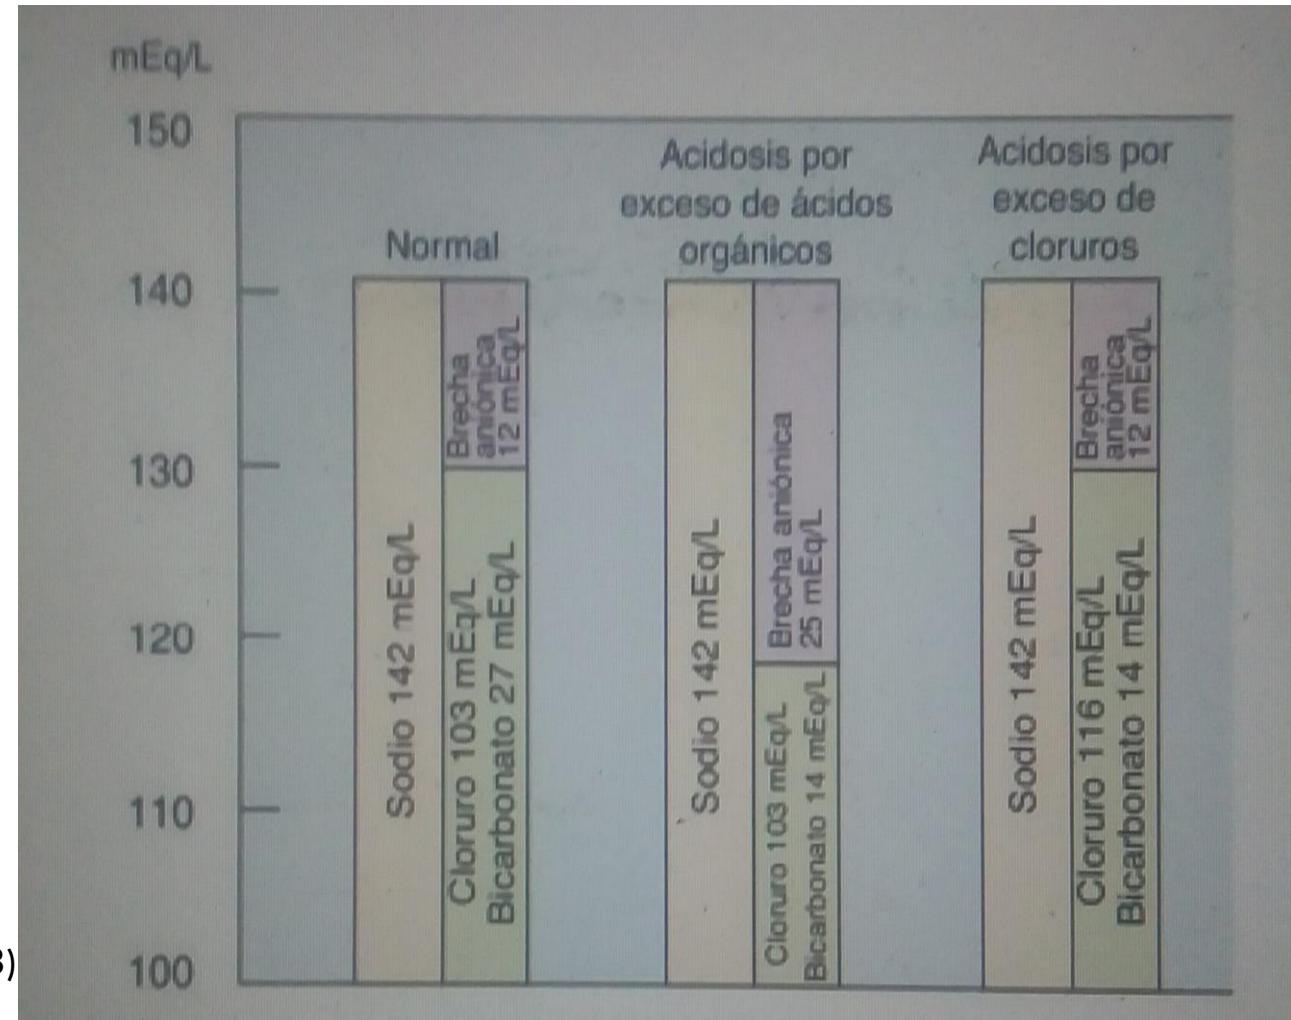 mEq/L
150
140
130
120
110
100
Normal
Sodio 142 mEq/L
Cloruro 103 mEq/L
Bicarbonato 27 mEq/L
Brecha
aniónica
12 mEq/L
Acidosis por
exceso de ácidos
orgánicos
Sodio 142 mEq/L
Cloruro 103 mEq/L
Bicarbonato 14 mEq/L
Brecha aniónica
25 mEq/L
Acidosis por
exceso de
cloruros
Sodio 142 mEq/L
Cloruro 116 mEq/L
Bicarbonato 14 mEq/L
Brecha
aniónica
12 mEq/L